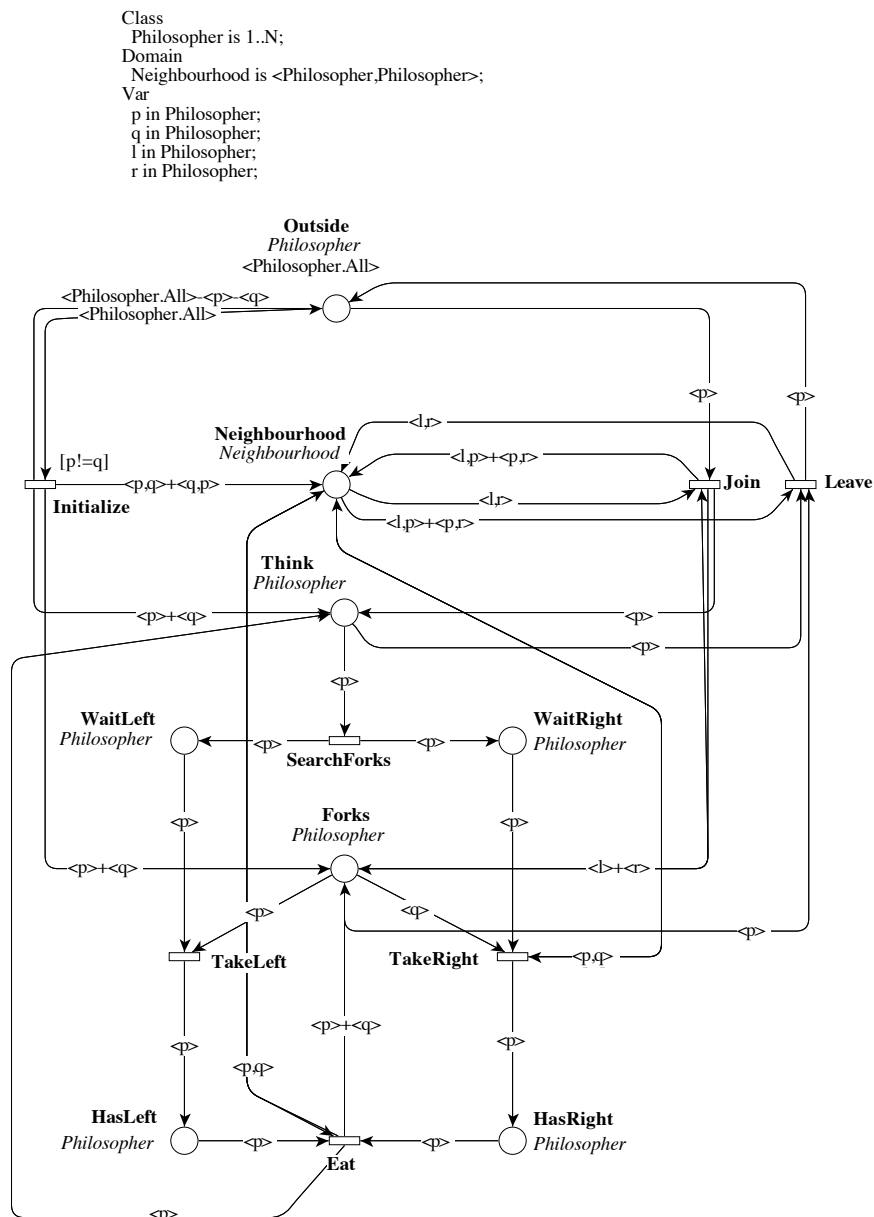 Class
Philosopher is 1..N;
Domain
Neighbourhood is <Philosopher,Philosopher>;
Var
p in Philosopher;
q in Philosopher;
l in Philosopher;
r in Philosopher;
Outside
Philosopher
<Philosopher.All>
<Philosopher.All>-<p>-<q>
<Philosopher.All>
<p>
<p>
<l,r>
Neighbourhood
Neighbourhood
<l,p>+<p,r>
[p!=q]
<p,q>+<q,p>
<l,r>
Join
Leave
Initialize
<l,p>+<p,r>
Think
Philosopher
<p>+<q>
<p>
<p>
<p>
WaitLeft
Philosopher
WaitRight
Philosopher
<p>
<p>
SearchForks
<p>
<p>
Forks
Philosopher
<p>+<q>
<l>+<r>
<p>
<q>
<p>
TakeLeft
TakeRight
<p,q>
<p>+<q>
<p>
<p>
<p,q>
HasLeft
Philosopher
HasRight
Philosopher
<p>
<p>
Eat
<p>